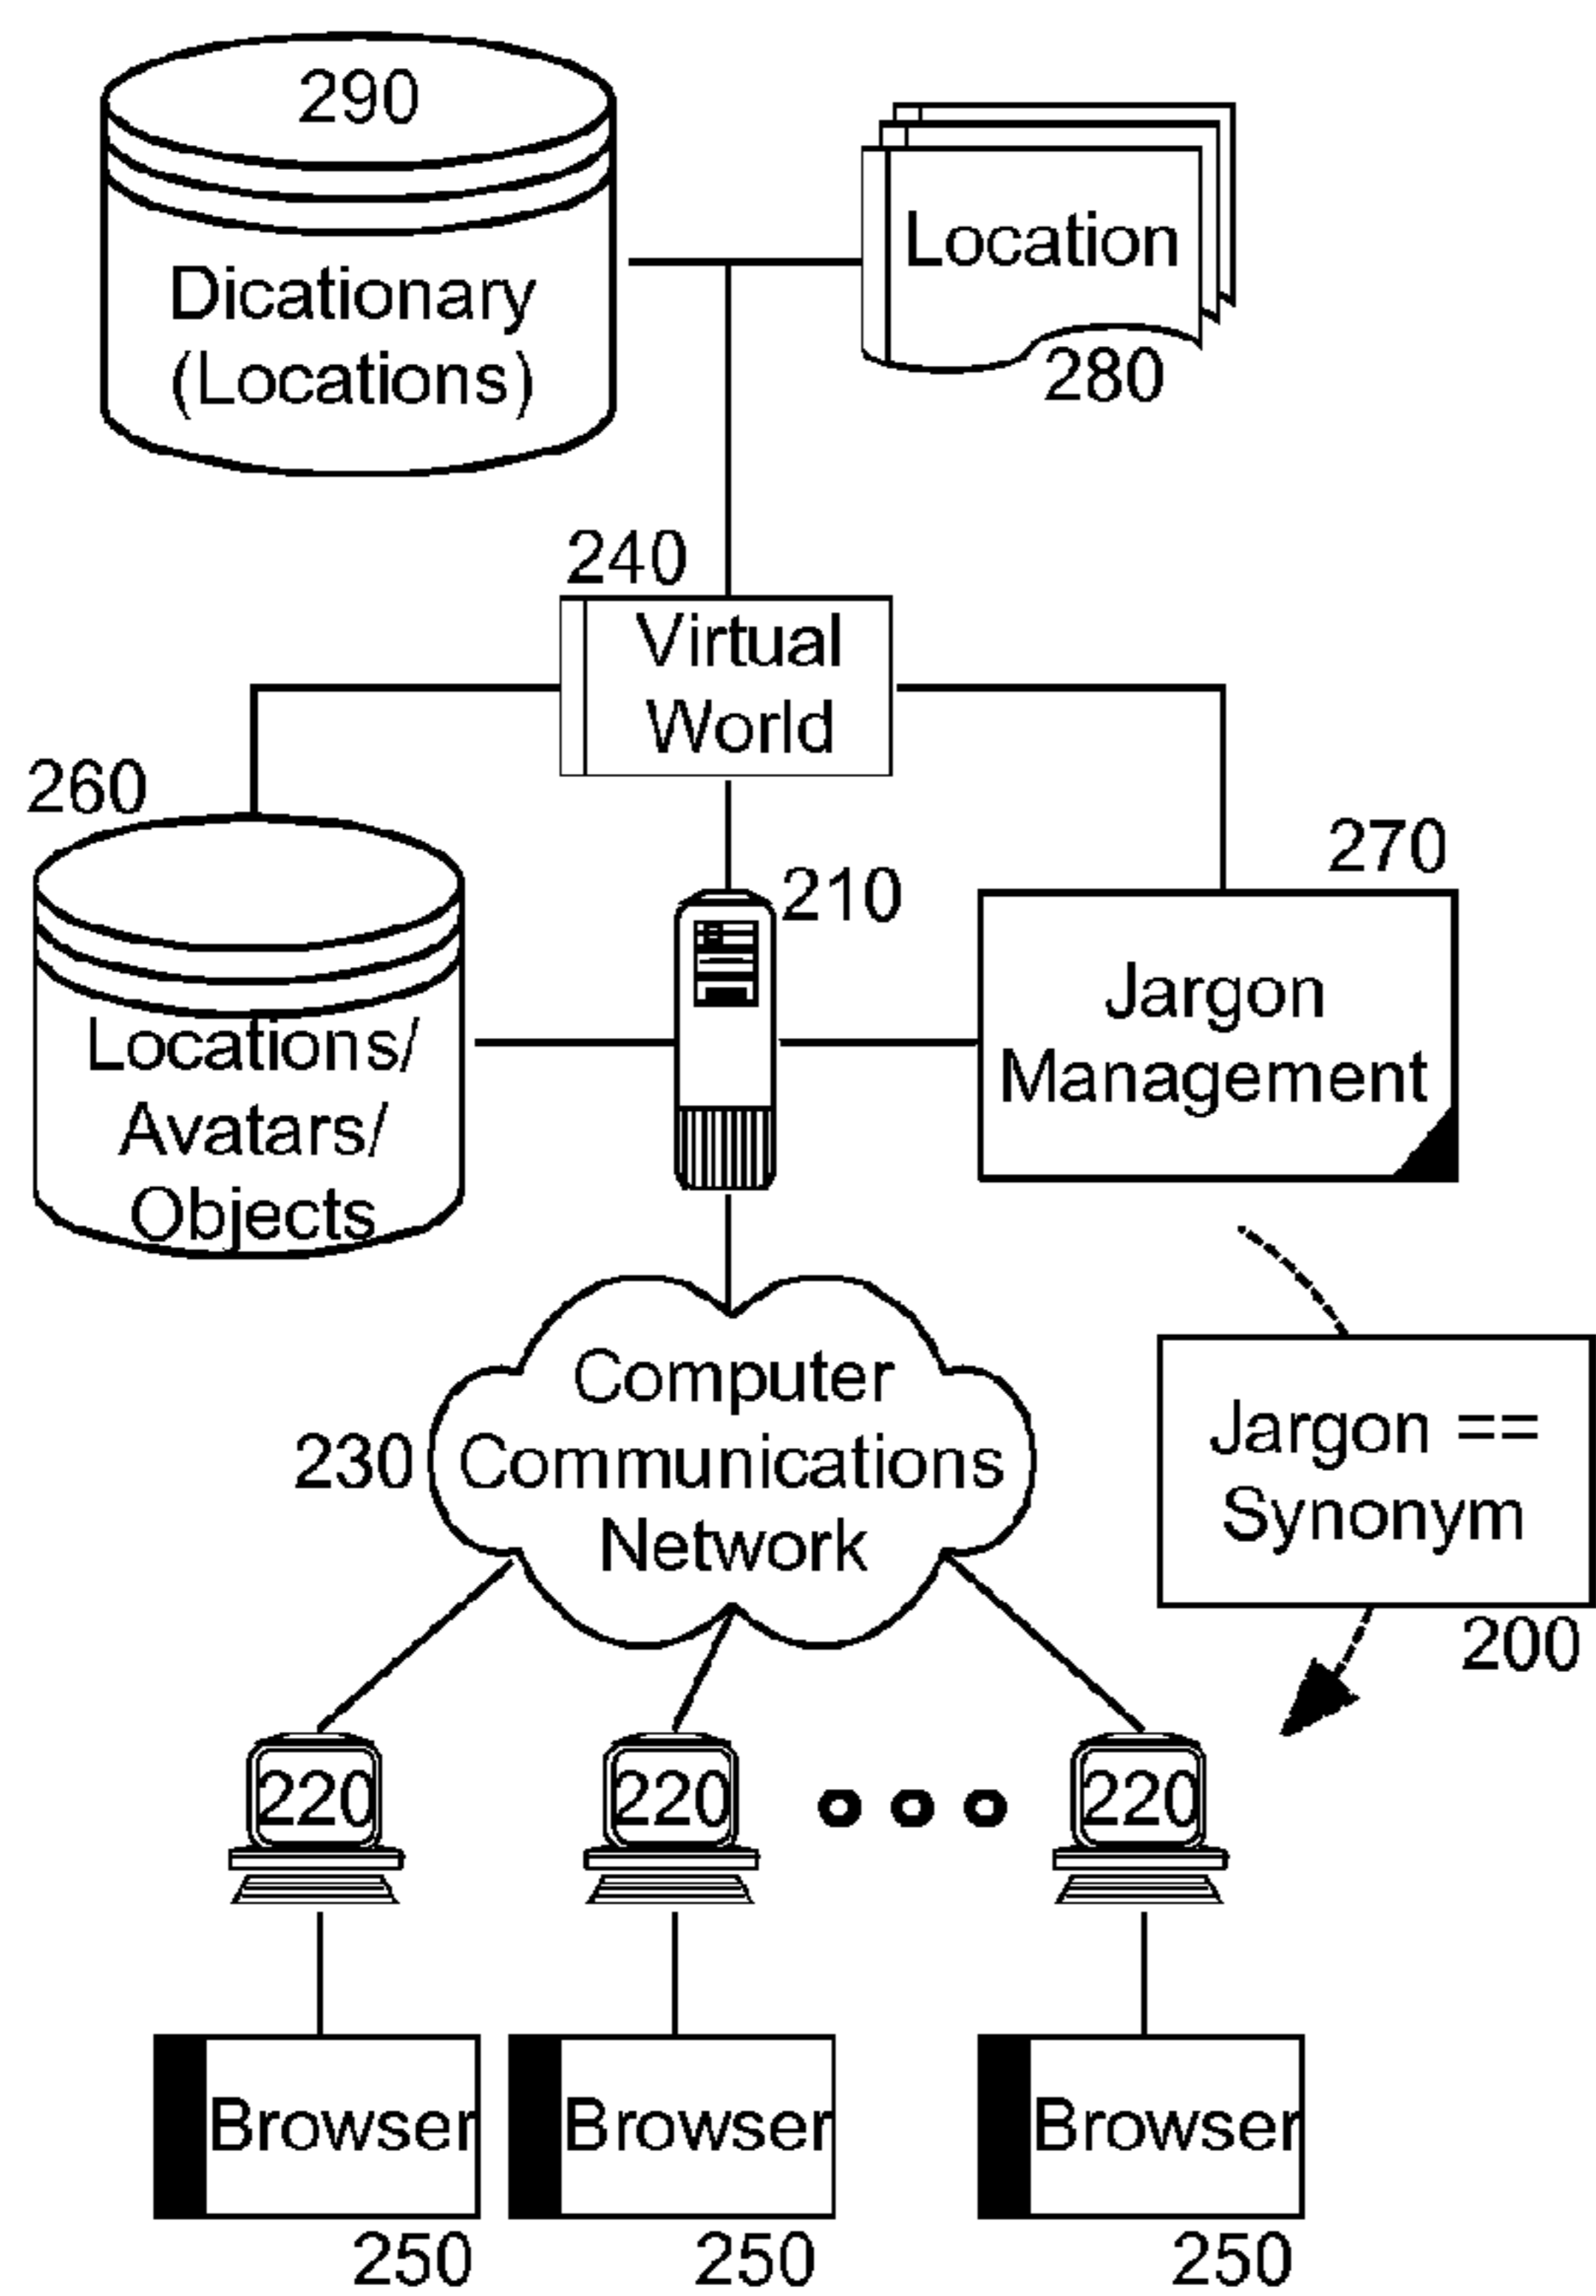 290
Dicationary
(Locations)
Location
280
240
Virtual
World
260
Locations/
Avatars/
Objects
210
270
Jargon
Management
230
Computer
Communications
Network
Jargon ==
Synonym
200
220
220
220
Browser
Browser
Browser
250
250
250